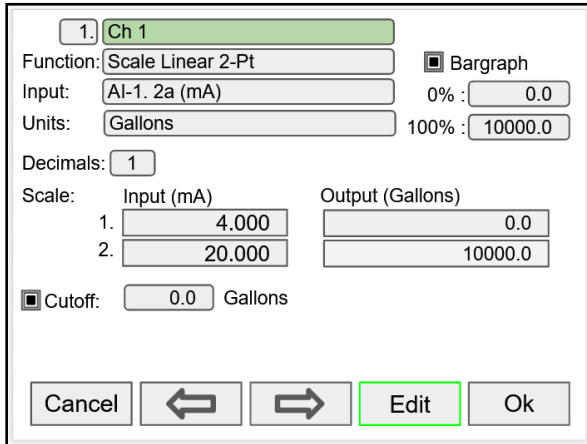 1. Ch 1
Function: Scale Linear 2-Pt Bargraph
Input: AI-1. 2a (mA) 0% : 0.0
Units: Gallons 100% : 10000.0
Decimals: 1
Scale: Input (mA) Output (Gallons)
1. 4.000 0.0
2. 20.000 10000.0
Cutoff: 0.0 Gallons
Cancel Edit Ok